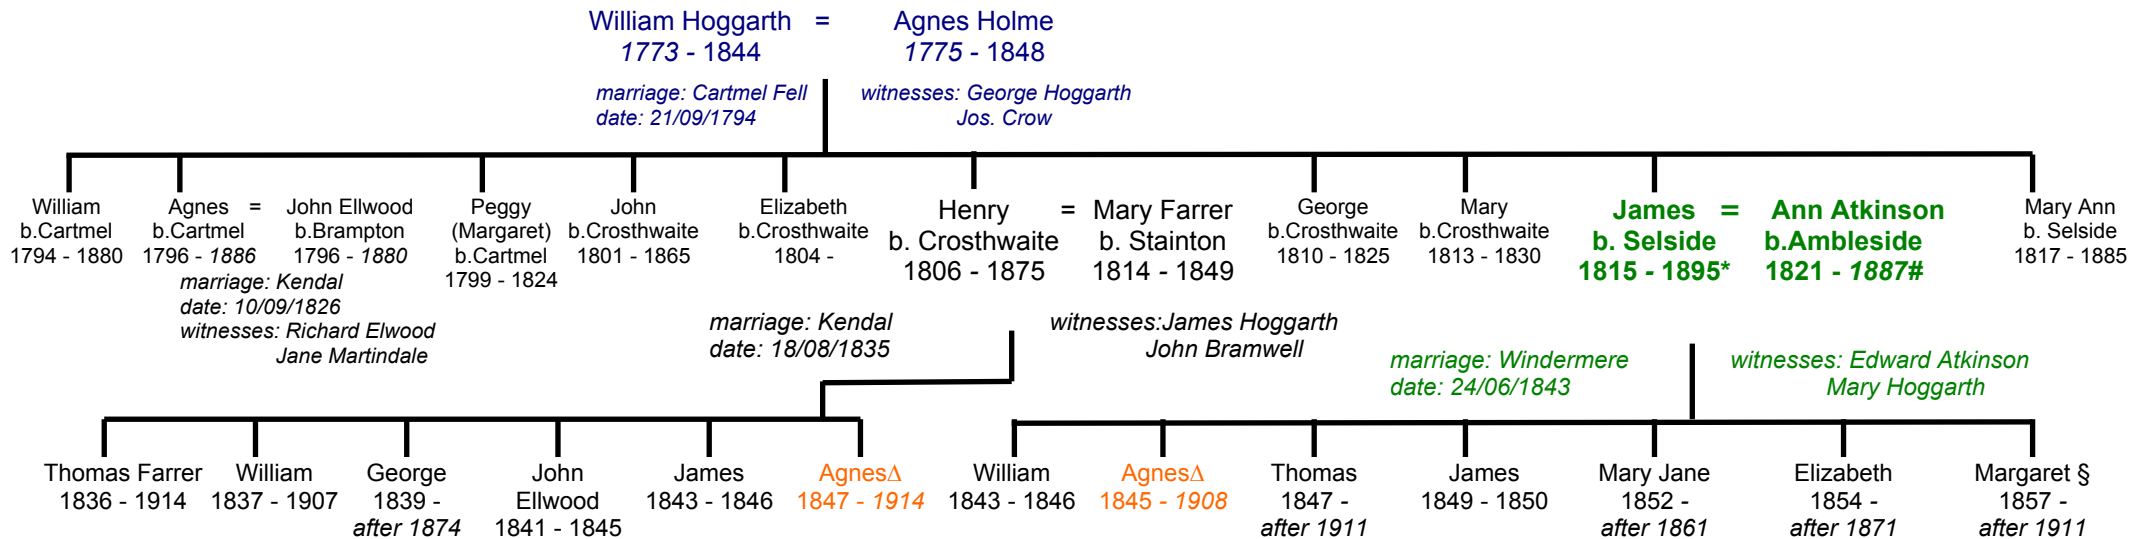 William Hoggarth = Agnes Holme
1773 - 1844 1775 - 1848
marriage: Cartmel Fell witnesses: George Hoggarth
date: 21/09/1794 Jos. Crow
William
b.Cartmel
1794 - 1880
Agnes = John Ellwood
b.Cartmel b.Brampton
1796 - 1886 1796 - 1880
marriage: Kendal
date: 10/09/1826
witnesses: Richard Elwood
Jane Martindale
Peggy
(Margaret)
b.Cartmel
1799 - 1824
John
b.Crosthwaite
1801 - 1865
Elizabeth
b.Crosthwaite
1804 -
Henry = Mary Farrer
b. Crosthwaite b. Stainton
1806 - 1875 1814 - 1849
marriage: Kendal witnesses:James Hoggarth
date: 18/08/1835 John Bramwell
George
b.Crosthwaite
1810 - 1825
Mary
b.Crosthwaite
1813 - 1830
James = Ann Atkinson
b. Selside b.Ambleside
1815 - 1895* 1821 - 1887#
marriage: Windermere witnesses: Edward Atkinson
date: 24/06/1843 Mary Hoggarth
Mary Ann
b. Selside
1817 - 1885
Thomas Farrer
1836 - 1914
William
1837 - 1907
George
1839 -
after 1874
John
Ellwood
1841 - 1845
James
1843 - 1846
Agnes∆
1847 - 1914
William
1843 - 1846
Agnes∆
1845 - 1908
Thomas
1847 -
after 1911
James
1849 - 1850
Mary Jane
1852 -
after 1861
Elizabeth
1854 -
after 1871
Margaret §
1857 -
after 1911